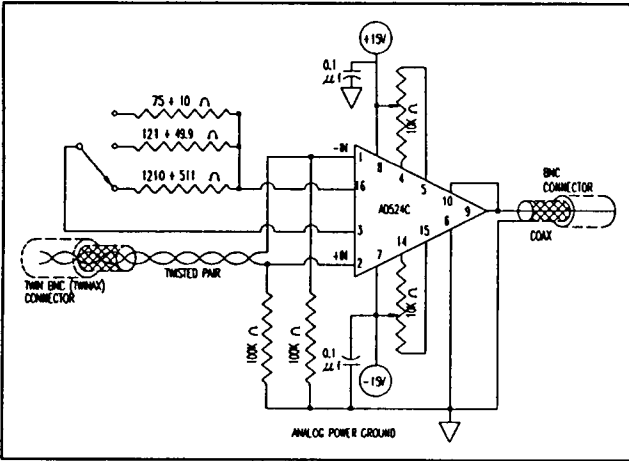 +15V
0.1
μf
10K Ω
75 + 10 Ω
121 + 49.9 Ω
1210 + 511 Ω
-IN
1
8
4
5
16
AD524C
10
9
6
3
15
+IN
2
7
14
BNC
CONNECTOR
COAX
TWISTED PAIR
TWIN BNC (TWINAX)
CONNECTOR
100K Ω
100K Ω
0.1
μf
10K Ω
-15V
ANALOG POWER GROUND